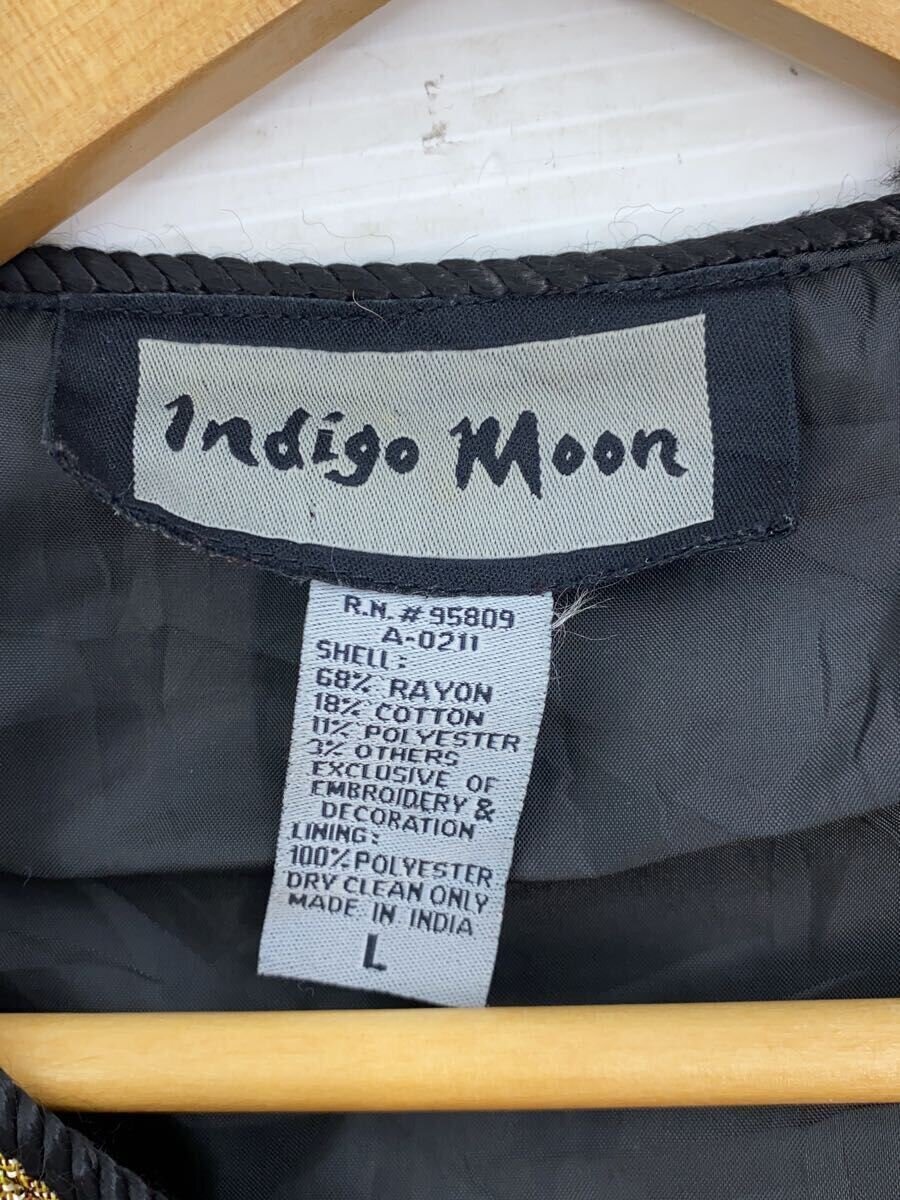 Indigo Moon
R.N. # 95809
A-0211
SHELL:
68% RAYON
18% COTTON
11% POLYESTER
3% OTHERS
EXCLUSIVE OF
EMBROIDERY &
DECORATION
LINING:
100% POLYESTER
DRY CLEAN ONLY
MADE IN INDIA
L